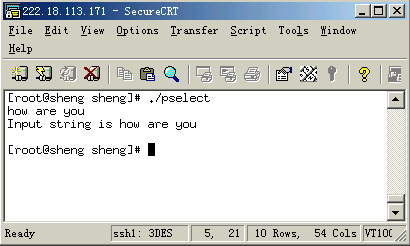 222.18.113.171 - SecureCRT
File Edit View Options Transfer Script Tools Window
Help
[root@sheng sheng]# ./pselect
how are you
Input string is how are you
[root@sheng sheng]#
Ready ssh1: 3DES 5, 21 10 Rows, 54 Cols VT100